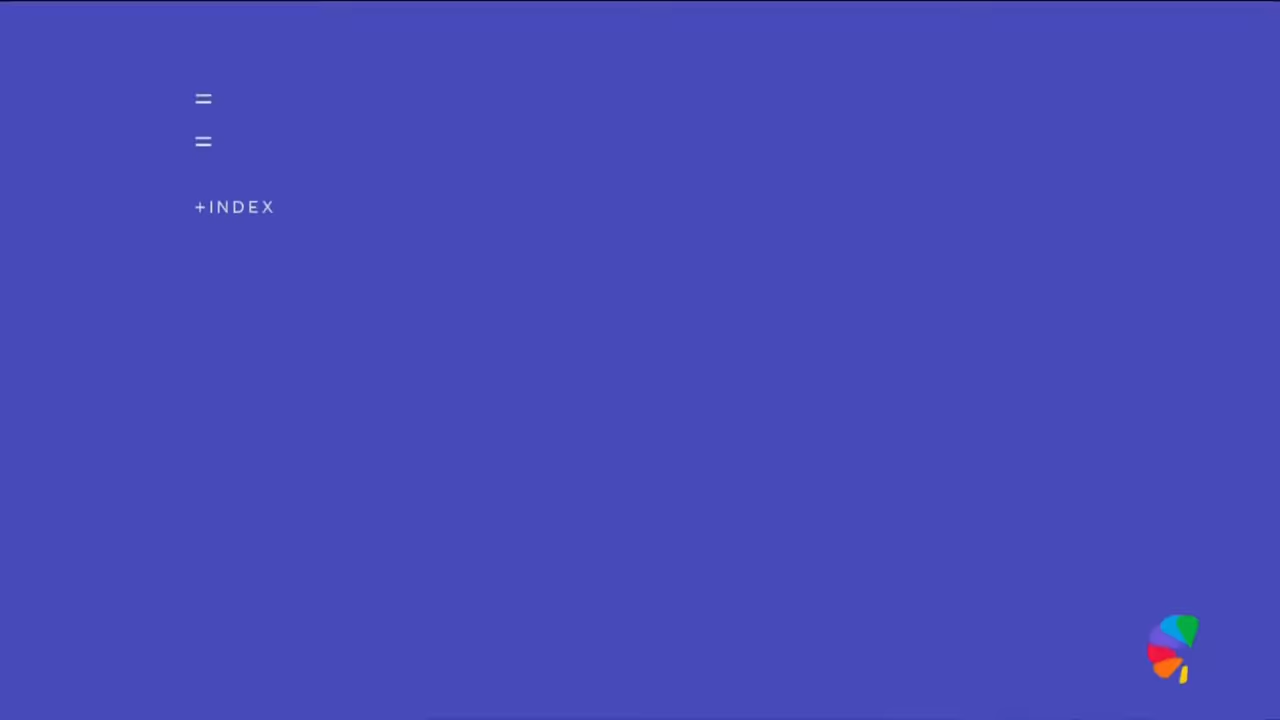 =
=
+INDEX